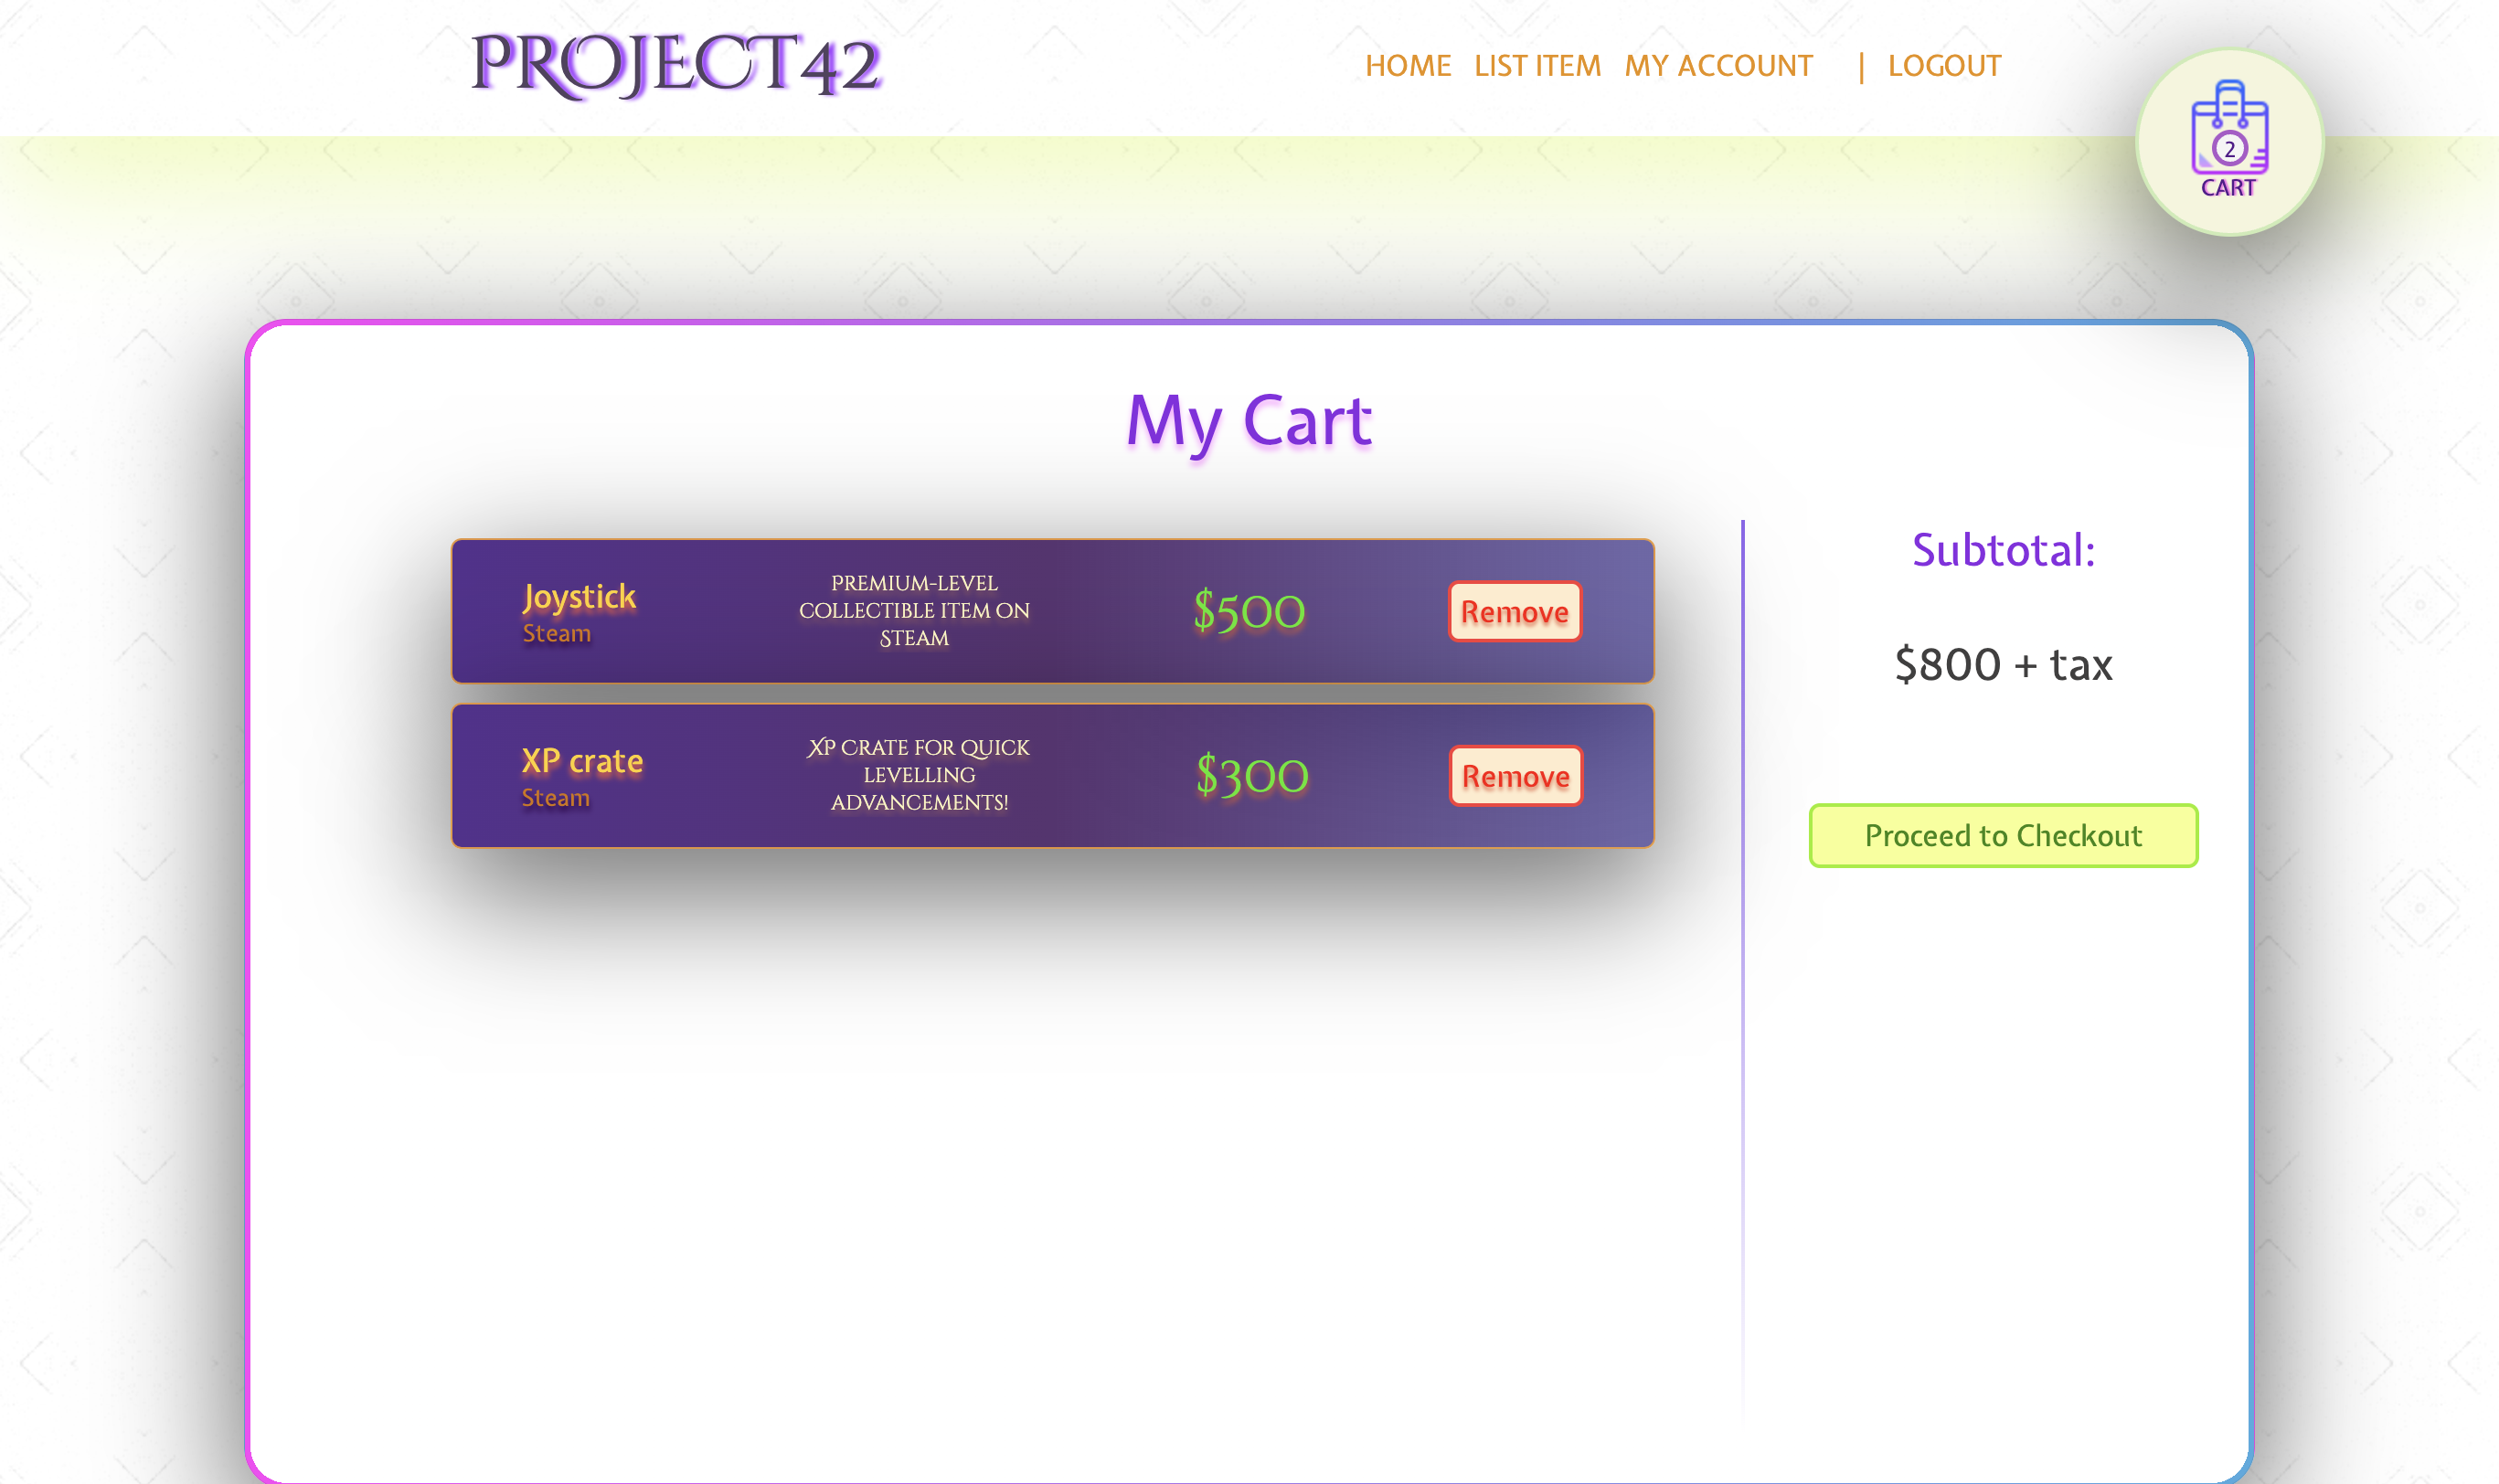 PROJECT42
HOME LIST ITEM MY ACCOUNT | LOGOUT
2
CART
My Cart
Joystick
Steam
Premium-level
collectible item on
Steam
$500
Remove
XP crate
Steam
XP Crate for quick
levelling
advancements!
$300
Remove
Subtotal:
$800 + tax
Proceed to Checkout